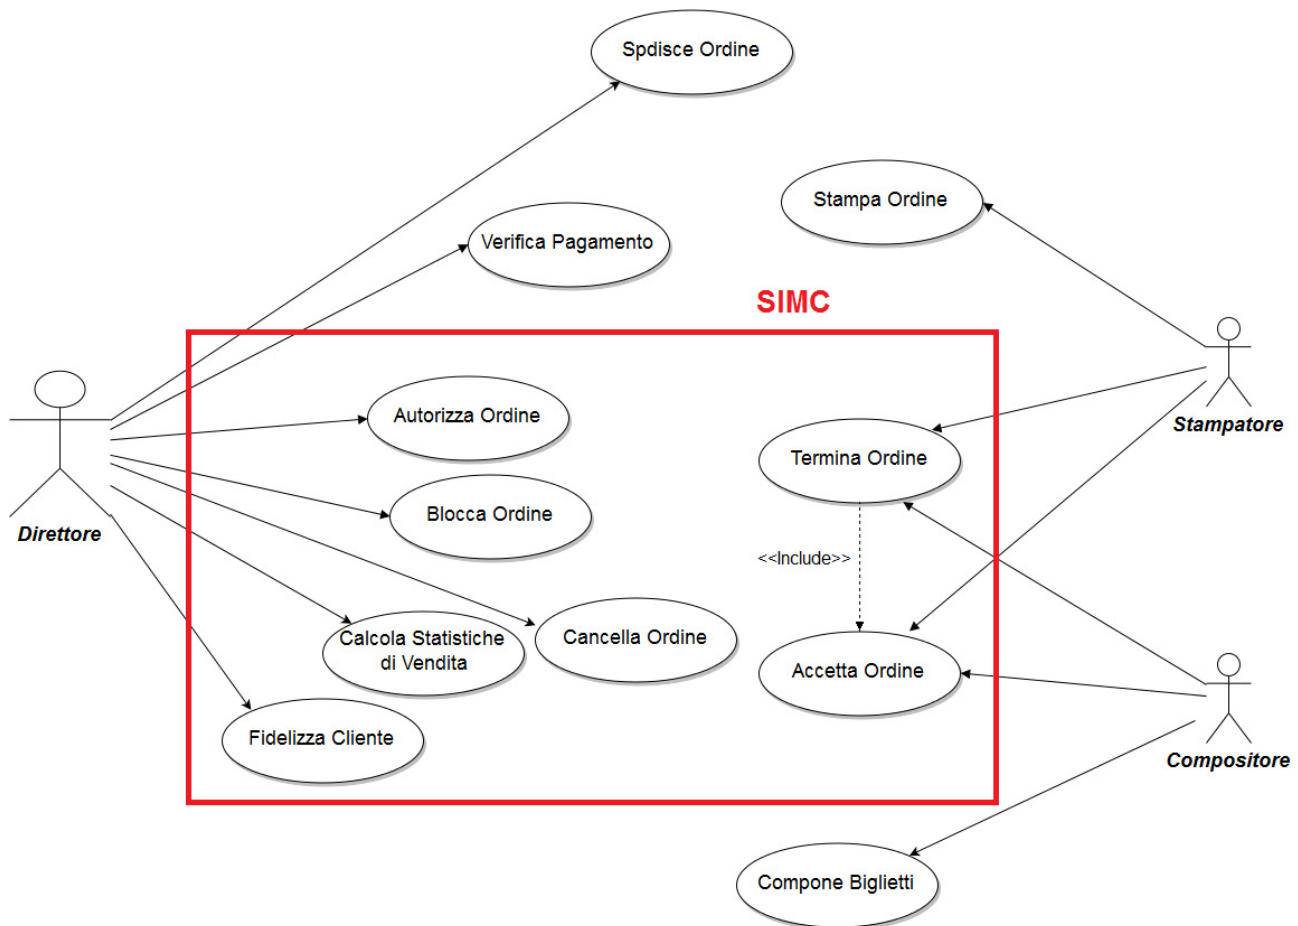 Spdisce Ordine
Stampa Ordine
Verifica Pagamento
SIMC
Autorizza Ordine
Stampatore
Termina Ordine
Blocca Ordine
Direttore
<<Include>>
Calcola Statistiche
di Vendita
Cancella Ordine
Accetta Ordine
Fidelizza Cliente
Compositore
Compone Biglietti